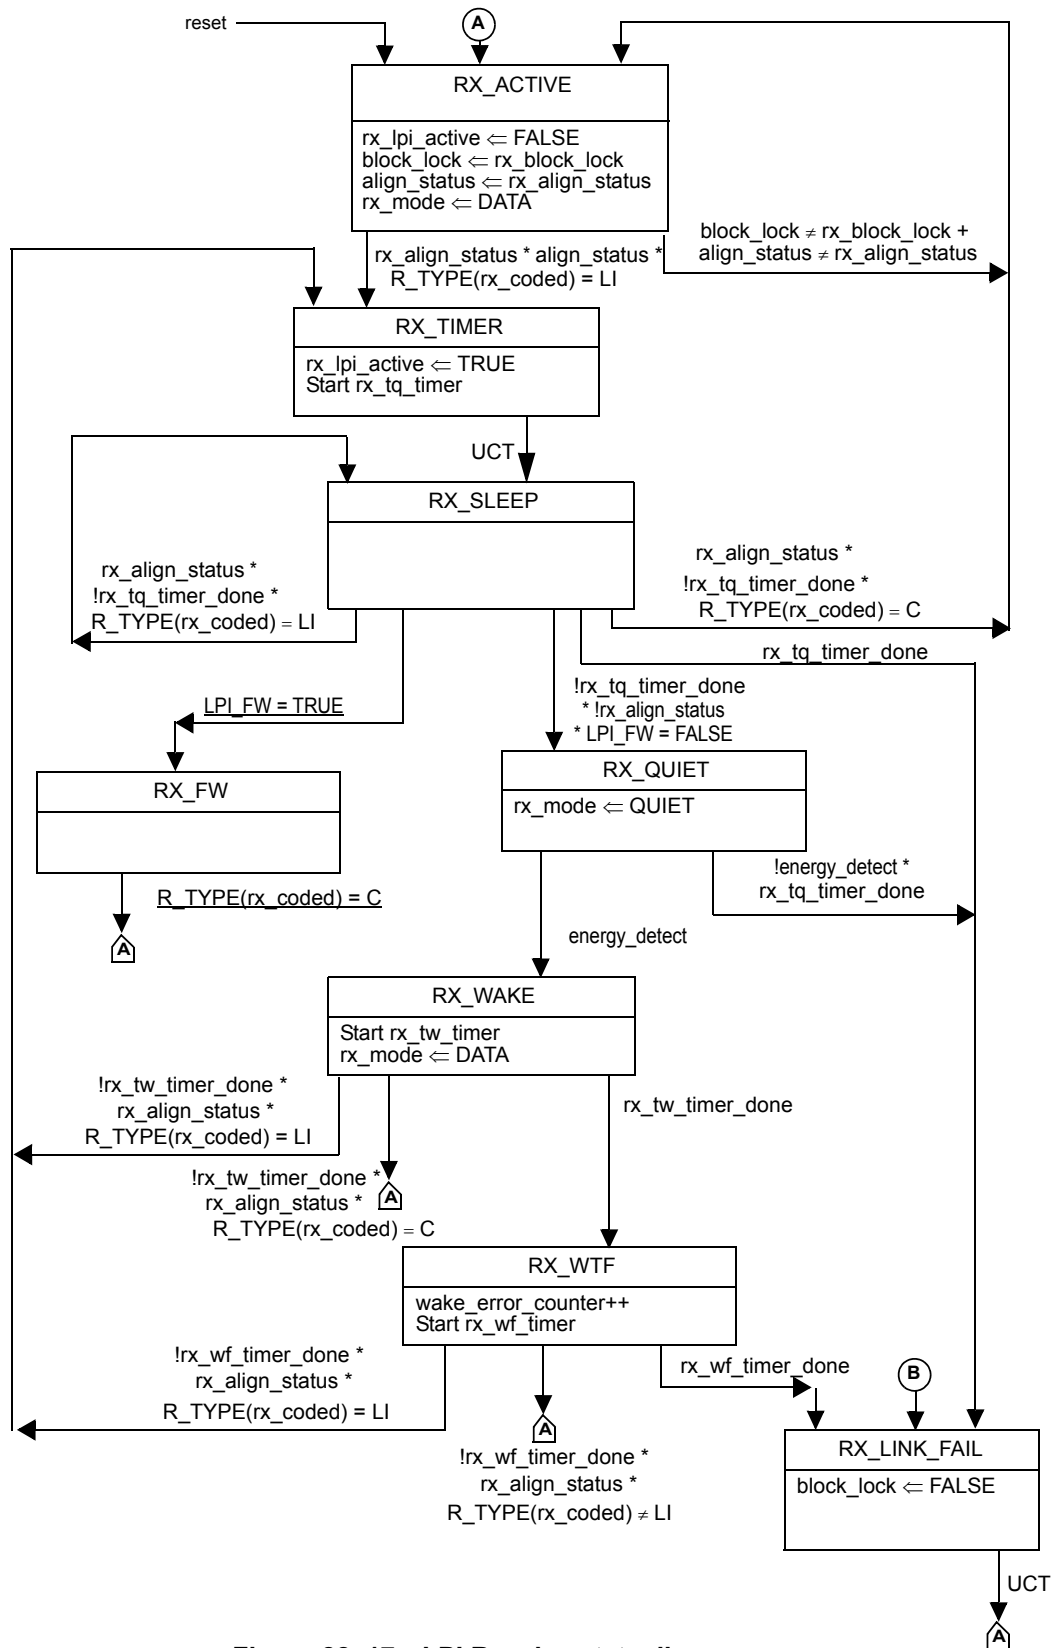 reset
A
RX_ACTIVE
rx_lpi_active ⇐ FALSE
block_lock ⇐ rx_block_lock
align_status ⇐ rx_align_status
rx_mode ⇐ DATA
block_lock ≠ rx_block_lock +
align_status ≠ rx_align_status
rx_align_status * align_status *
R_TYPE(rx_coded) = LI
RX_TIMER
rx_lpi_active ⇐ TRUE
Start rx_tq_timer
UCT
RX_SLEEP
rx_align_status *
!rx_tq_timer_done *
R_TYPE(rx_coded) = LI
rx_align_status *
!rx_tq_timer_done *
R_TYPE(rx_coded) = C
rx_tq_timer_done
LPI_FW = TRUE
!rx_tq_timer_done
* !rx_align_status
* LPI_FW = FALSE
RX_FW
RX_QUIET
rx_mode ⇐ QUIET
R_TYPE(rx_coded) = C
A
!energy_detect *
rx_tq_timer_done
energy_detect
RX_WAKE
Start rx_tw_timer
rx_mode ⇐ DATA
!rx_tw_timer_done *
rx_align_status *
R_TYPE(rx_coded) = LI
rx_tw_timer_done
!rx_tw_timer_done *
rx_align_status *
R_TYPE(rx_coded) = C
A
RX_WTF
wake_error_counter++
Start rx_wf_timer
!rx_wf_timer_done *
rx_align_status *
R_TYPE(rx_coded) = LI
rx_wf_timer_done
B
A
!rx_wf_timer_done *
rx_align_status *
R_TYPE(rx_coded) ≠ LI
RX_LINK_FAIL
block_lock ⇐ FALSE
UCT
A